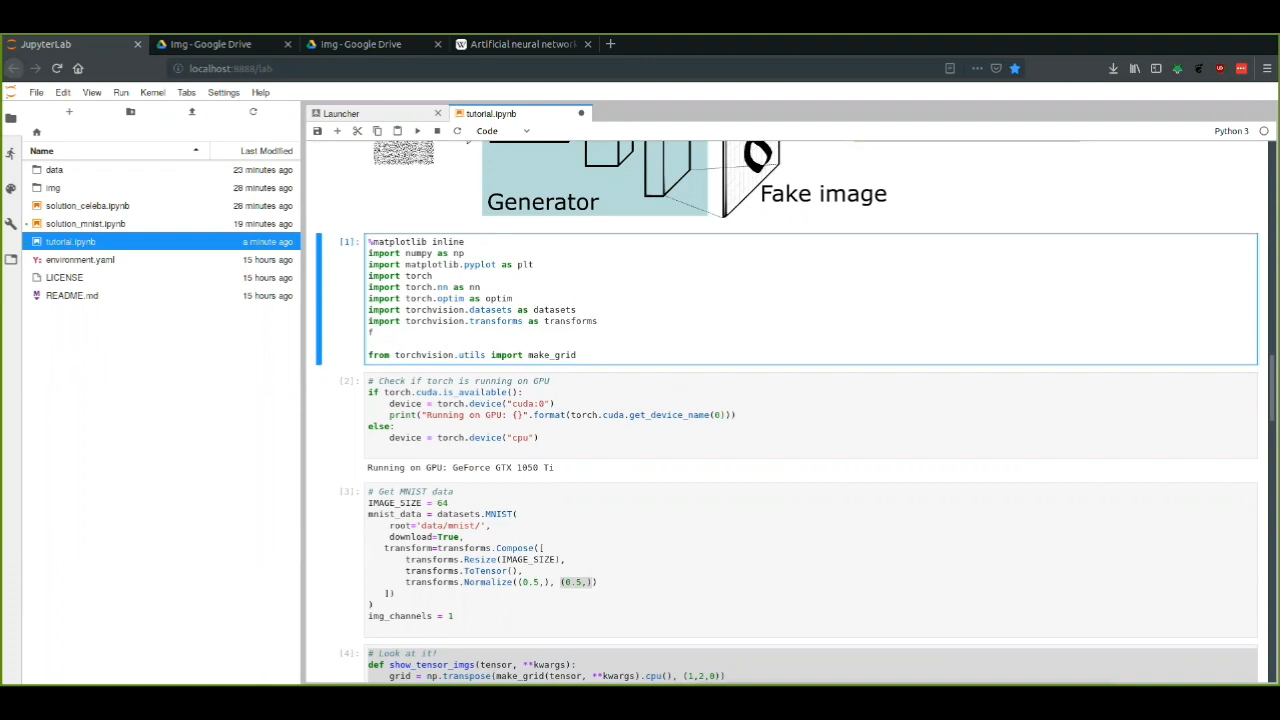 JupyterLab
Img - Google Drive
Img - Google Drive
Artificial neural network
localhost:8888/lab
File Edit View Run Kernel Tabs Settings Help
Launcher
tutorial.ipynb
Code
Python 3
Name
Last Modified
data
23 minutes ago
img
28 minutes ago
solution_celeba.ipynb
28 minutes ago
solution_mnist.ipynb
19 minutes ago
tutorial.ipynb
a minute ago
environment.yaml
15 hours ago
LICENSE
15 hours ago
README.md
15 hours ago
Generator
Fake image
[1]:
%matplotlib inline
import numpy as np
import matplotlib.pyplot as plt
import torch
import torch.nn as nn
import torch.optim as optim
import torchvision.datasets as datasets
import torchvision.transforms as transforms
f
from torchvision.utils import make_grid
[2]:
# Check if torch is running on GPU
if torch.cuda.is_available():
    device = torch.device("cuda:0")
    print("Running on GPU: {}".format(torch.cuda.get_device_name(0)))
else:
    device = torch.device("cpu")
Running on GPU: GeForce GTX 1050 Ti
[3]:
# Get MNIST data
IMAGE_SIZE = 64
mnist_data = datasets.MNIST(
    root='data/mnist/',
    download=True,
   transform=transforms.Compose([
       transforms.Resize(IMAGE_SIZE),
       transforms.ToTensor(),
       transforms.Normalize((0.5,), (0.5,))
   ])
)
img_channels = 1
[4]:
# Look at it!
def show_tensor_imgs(tensor, **kwargs):
    grid = np.transpose(make_grid(tensor, **kwargs).cpu(), (1,2,0))